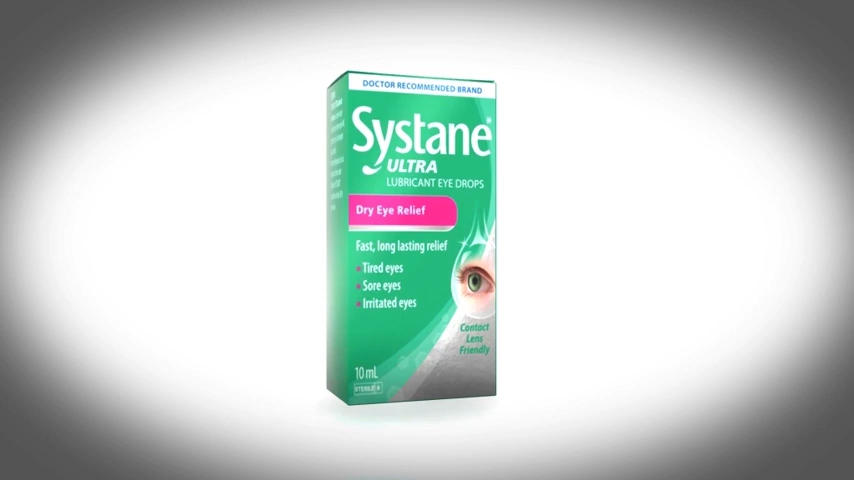 DOCTOR RECOMMENDED BRAND
Systane®
ULTRA
LUBRICANT EYE DROPS
Dry Eye Relief
Fast, long lasting relief
Tired eyes
Sore eyes
Irritated eyes
Contact
Lens
Friendly
10 mL
STERILE